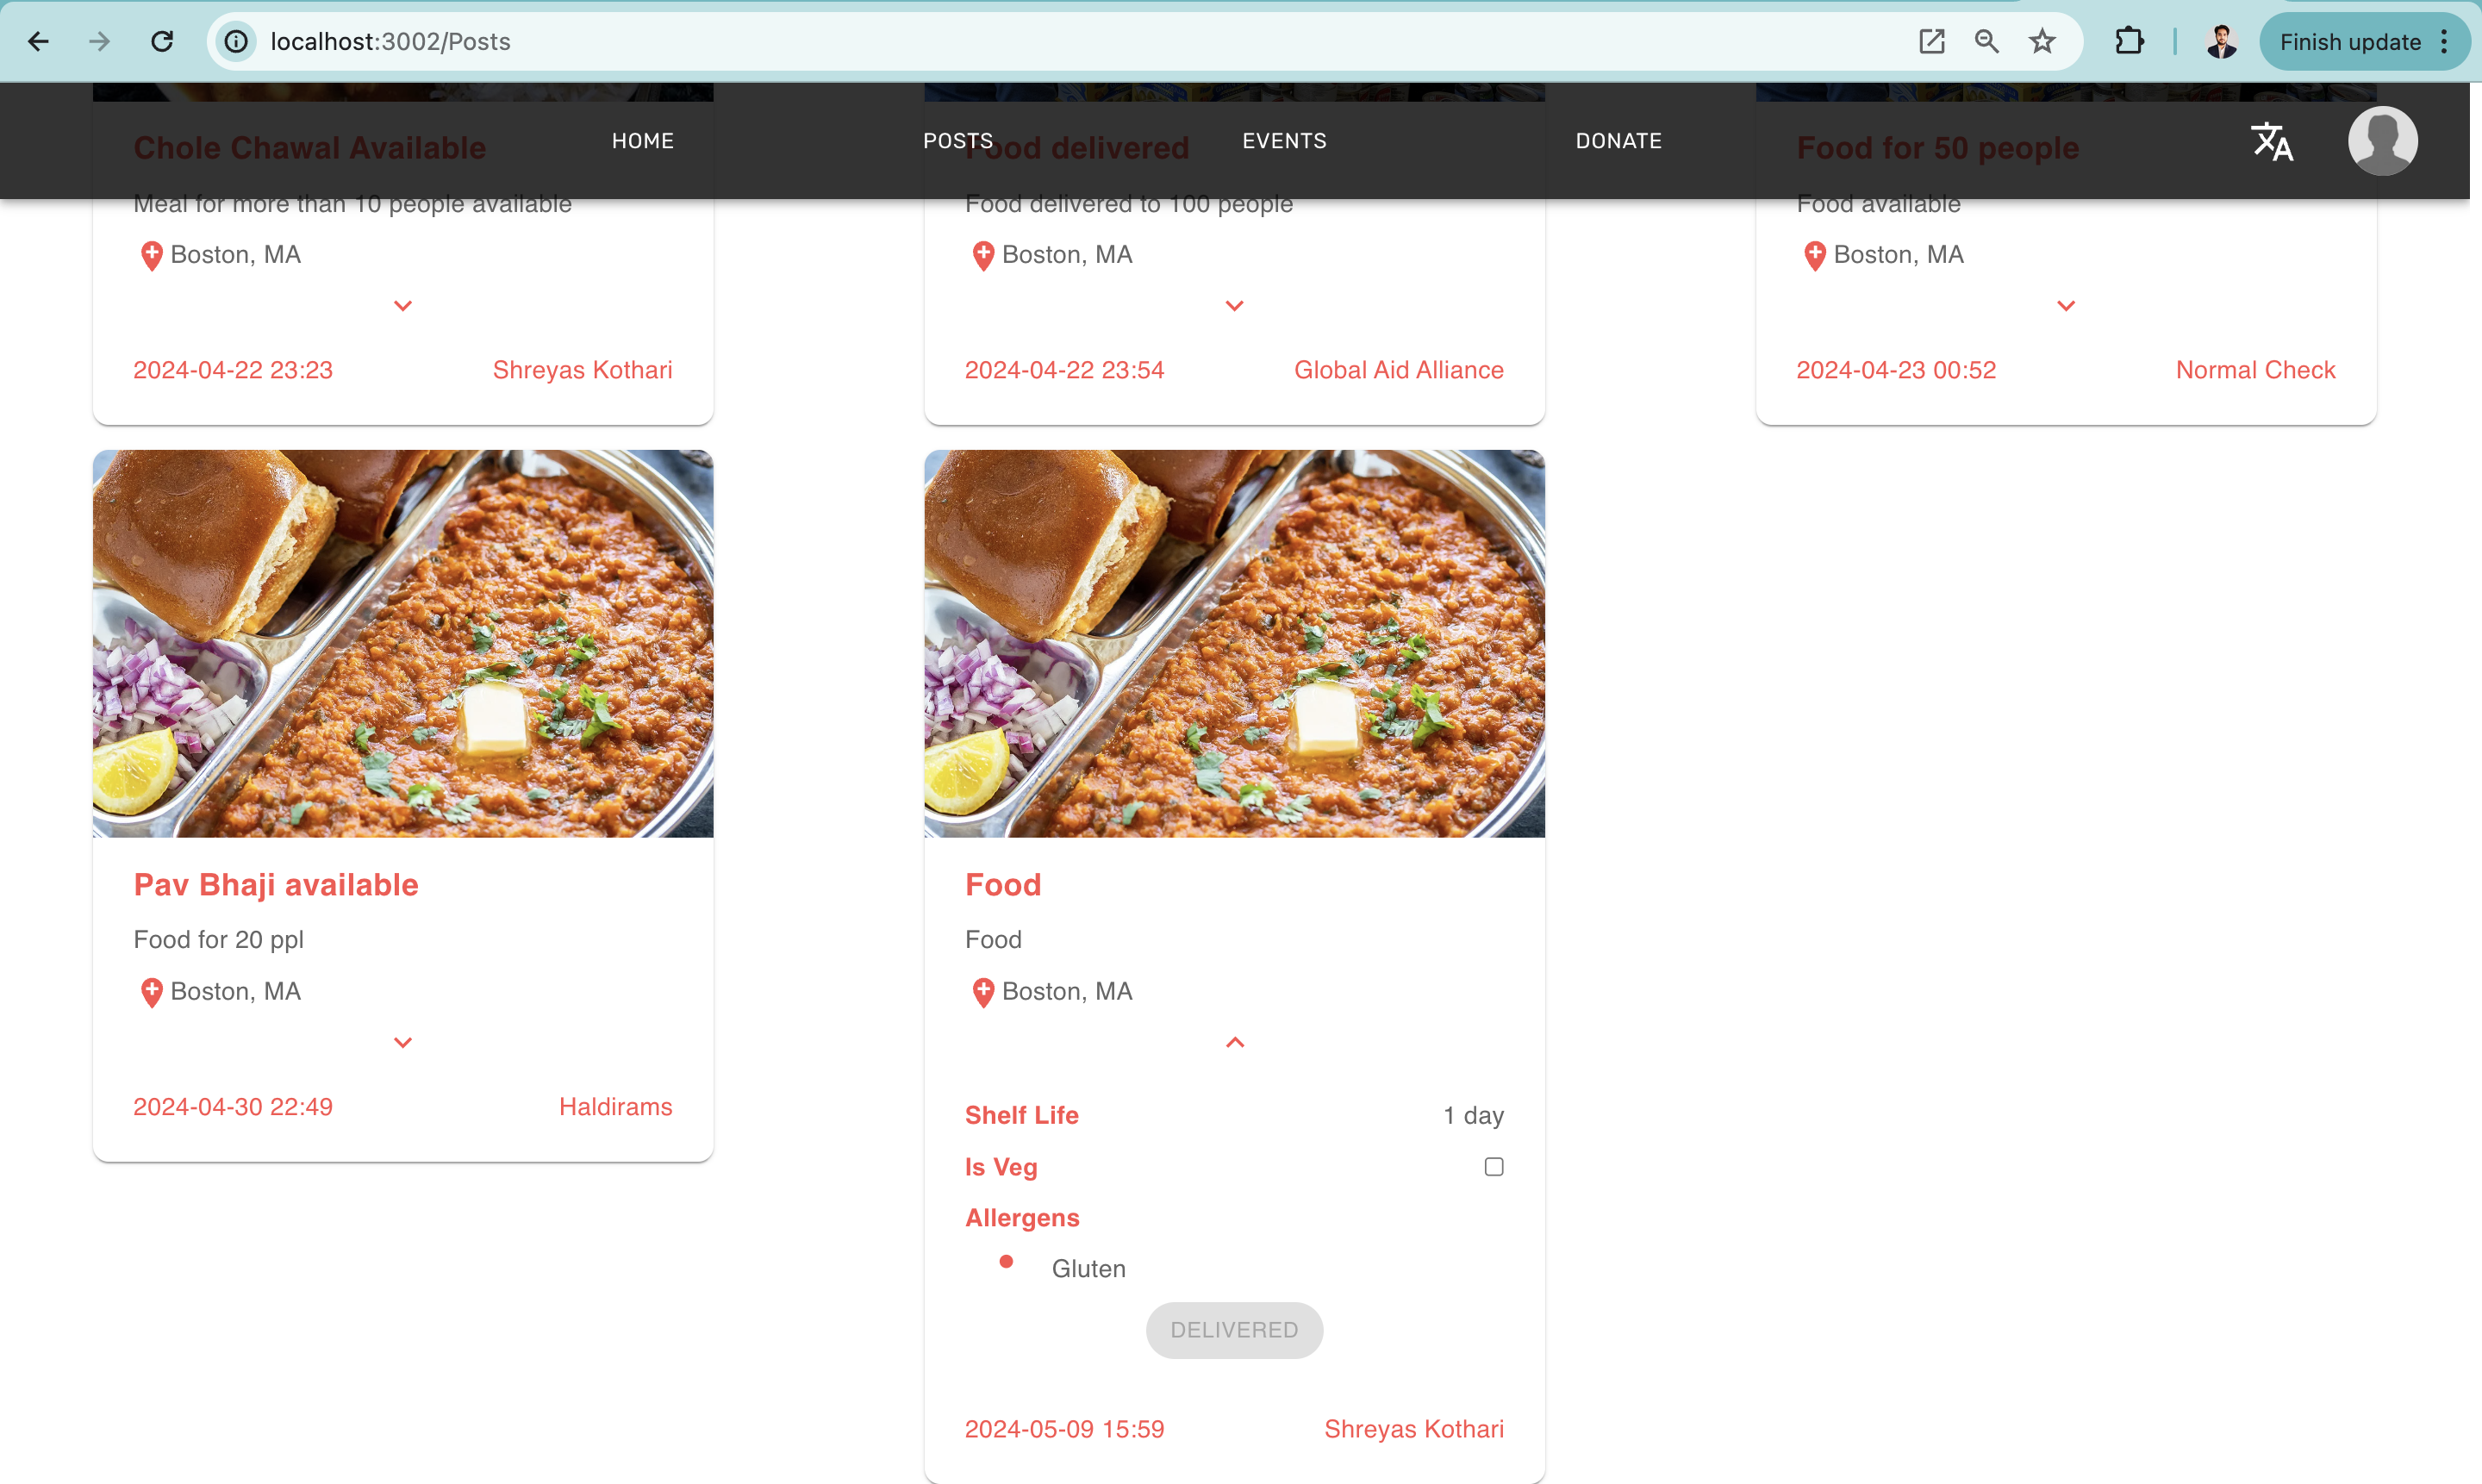 localhost:3002/Posts
Finish update
HOME POSTS EVENTS DONATE
Chole Chawal Available
Meal for more than 10 people available
Boston, MA
2024-04-22 23:23 Shreyas Kothari
Food delivered
Food delivered to 100 people
Boston, MA
2024-04-22 23:54 Global Aid Alliance
Food for 50 people
Food available
Boston, MA
2024-04-23 00:52 Normal Check
Pav Bhaji available
Food for 20 ppl
Boston, MA
2024-04-30 22:49 Haldirams
Food
Food
Boston, MA
Shelf Life 1 day
Is Veg
Allergens
Gluten
DELIVERED
2024-05-09 15:59 Shreyas Kothari